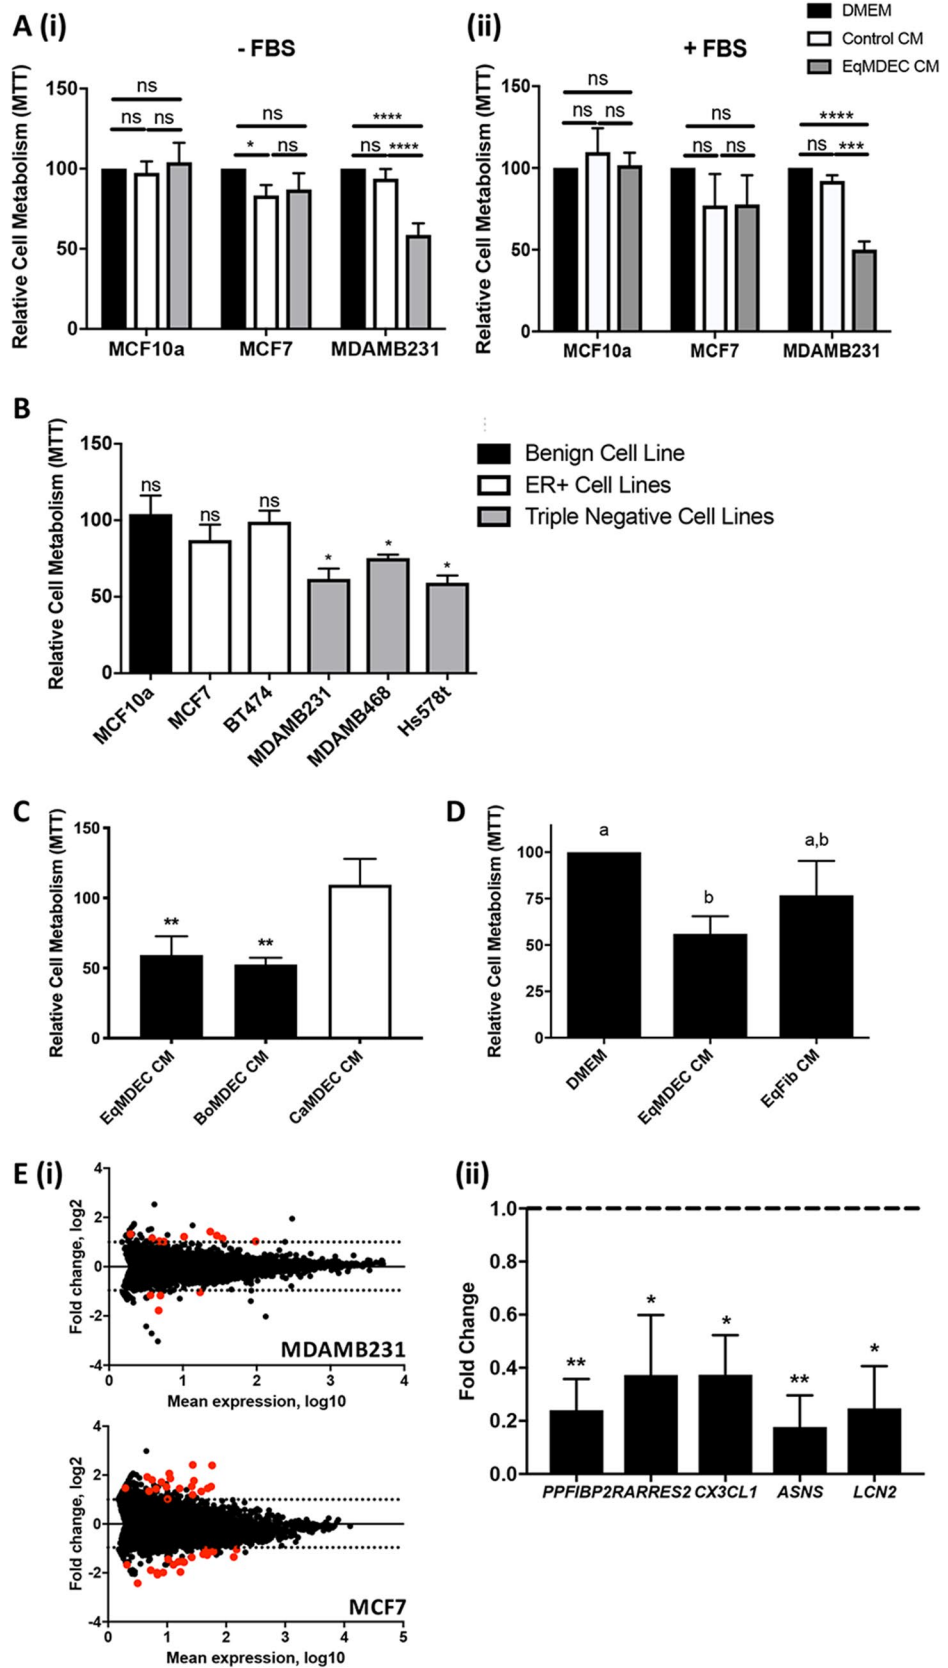 A (i)
- FBS
Relative Cell Metabolism (MTT)
150
100
50
0
ns
ns ns
ns
* ns
****
ns ****
MCF10a MCF7 MDAMB231
(ii)
+ FBS
DMEM
Control CM
EqMDEC CM
Relative Cell Metabolism (MTT)
150
100
50
0
ns
ns ns
ns
ns ns
****
ns ***
MCF10a MCF7 MDAMB231
B
Relative Cell Metabolism (MTT)
150
100
50
0
ns ns ns * * *
MCF10a
MCF7
BT474
MDAMB231
MDAMB468
Hs578t
Benign Cell Line
ER+ Cell Lines
Triple Negative Cell Lines
C
Relative Cell Metabolism (MTT)
150
100
50
0
** **
EqMDEC CM
BoMDEC CM
CaMDEC CM
D
Relative Cell Metabolism (MTT)
100
75
50
25
0
a b a,b
DMEM
EqMDEC CM
EqFib CM
E (i)
Fold change, log2
4
2
0
-2
-4
MDAMB231
0 1 2 3 4
Mean expression, log10
Fold change, log2
4
2
0
-2
-4
MCF7
0 1 2 3 4 5
Mean expression, log10
(ii)
Fold Change
1.0
0.8
0.6
0.4
0.2
0.0
** * * ** *
PPFIBP2 RARRES2 CX3CL1 ASNS LCN2